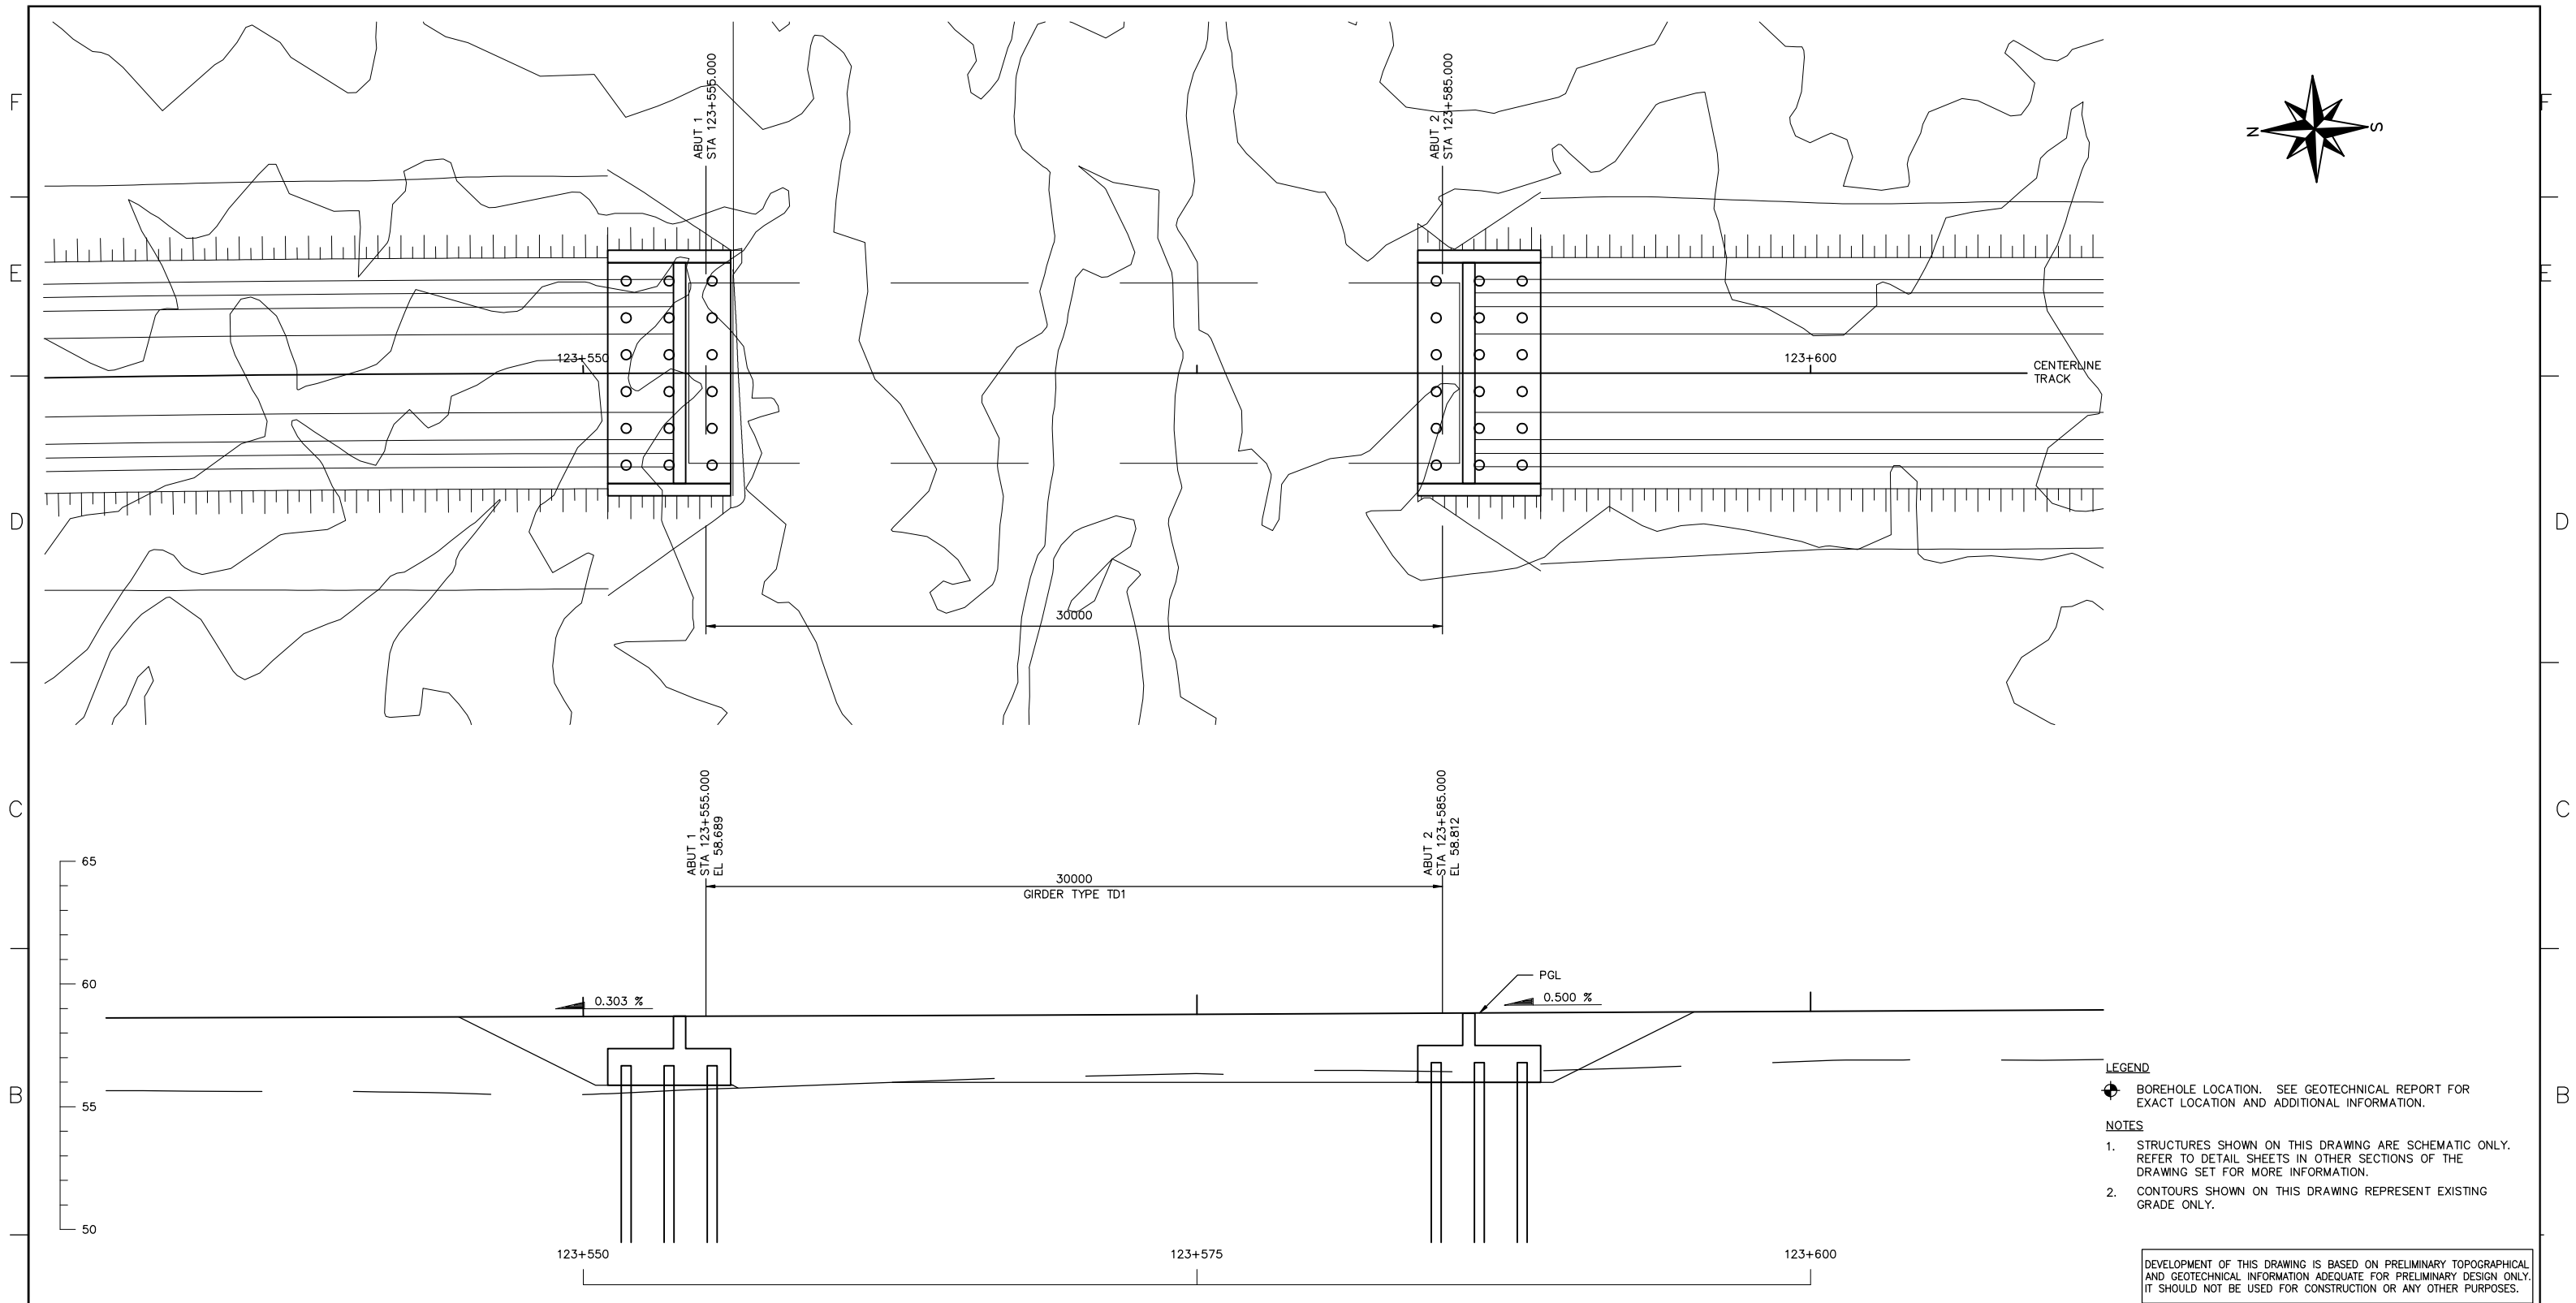 F
F
ABUT 1
STA 123+555.000
ABUT 2
STA 123+585.000
N
S
E
E
123+550
123+600
CENTERLINE
TRACK
D
D
30000
C
C
ABUT 1
STA 123+555.000
EL 58.689
ABUT 2
STA 123+585.000
EL 58.812
65
30000
GIRDER TYPE TD1
60
0.303 %
PGL
0.500 %
B
B
55
50
LEGEND
BOREHOLE LOCATION. SEE GEOTECHNICAL REPORT FOR
EXACT LOCATION AND ADDITIONAL INFORMATION.
NOTES
1. STRUCTURES SHOWN ON THIS DRAWING ARE SCHEMATIC ONLY.
REFER TO DETAIL SHEETS IN OTHER SECTIONS OF THE
DRAWING SET FOR MORE INFORMATION.
2. CONTOURS SHOWN ON THIS DRAWING REPRESENT EXISTING
GRADE ONLY.
123+550
123+575
123+600
DEVELOPMENT OF THIS DRAWING IS BASED ON PRELIMINARY TOPOGRAPHICAL
AND GEOTECHNICAL INFORMATION ADEQUATE FOR PRELIMINARY DESIGN ONLY.
IT SHOULD NOT BE USED FOR CONSTRUCTION OR ANY OTHER PURPOSES.